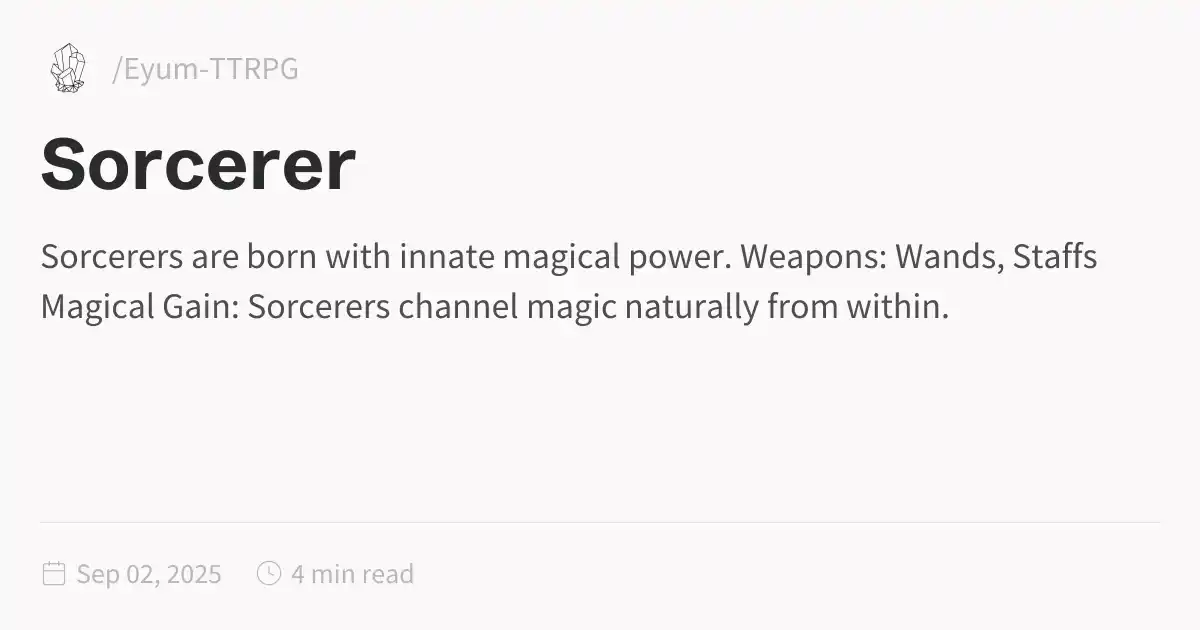 /Eyum-TTRPG
Sorcerer
Sorcerers are born with innate magical power. Weapons: Wands, Staffs
Magical Gain: Sorcerers channel magic naturally from within.
Sep 02, 2025 4 min read